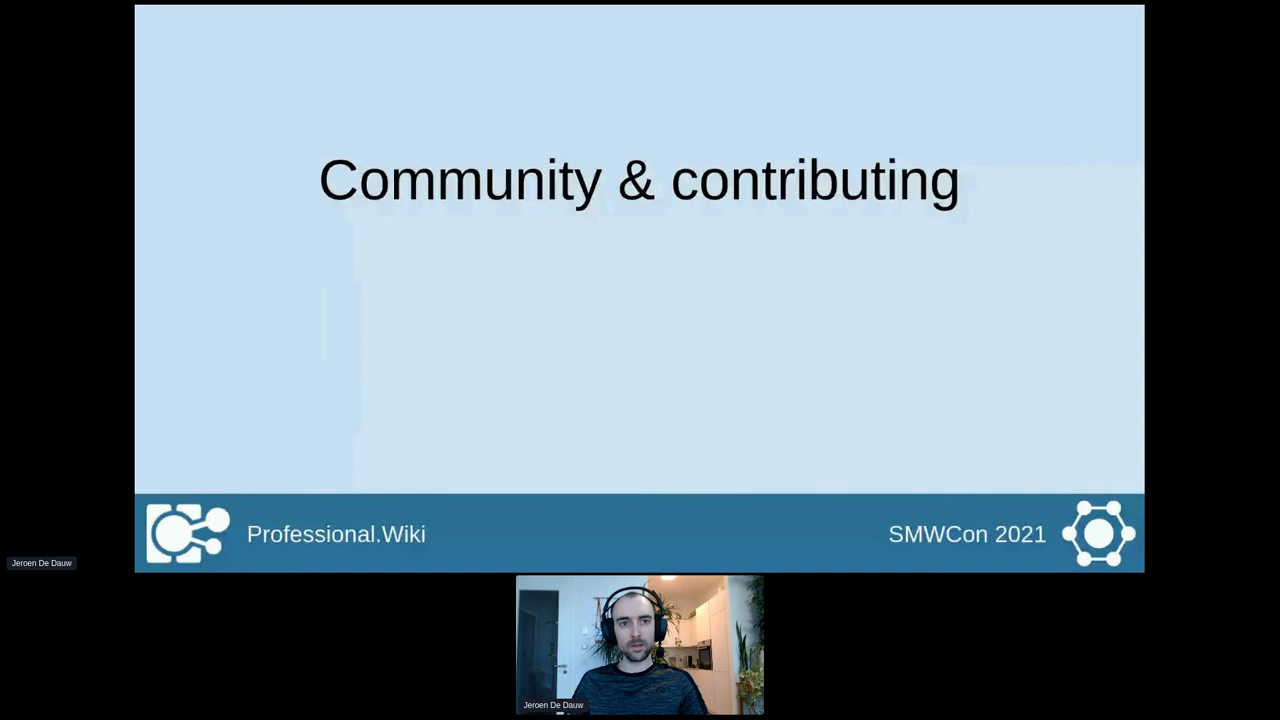 Community & contributing
Professional.Wiki
SMWCon 2021
Jeroen De Dauw
Jeroen De Dauw